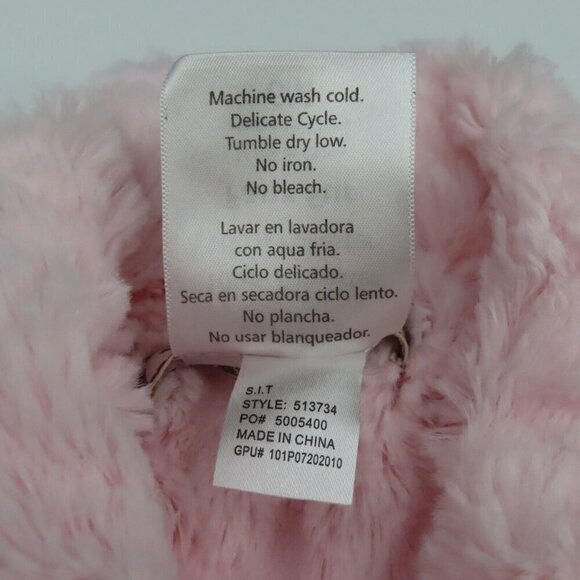 Machine wash cold.
Delicate Cycle.
Tumble dry low.
No iron.
No bleach.
Lavar en lavadora
con aqua fria.
Ciclo delicado.
Seca en secadora ciclo lento.
No plancha.
No usar blanqueador.
S.I.T
STYLE: 513734
PO# 5005400
MADE IN CHINA
GPU# 101P07202010